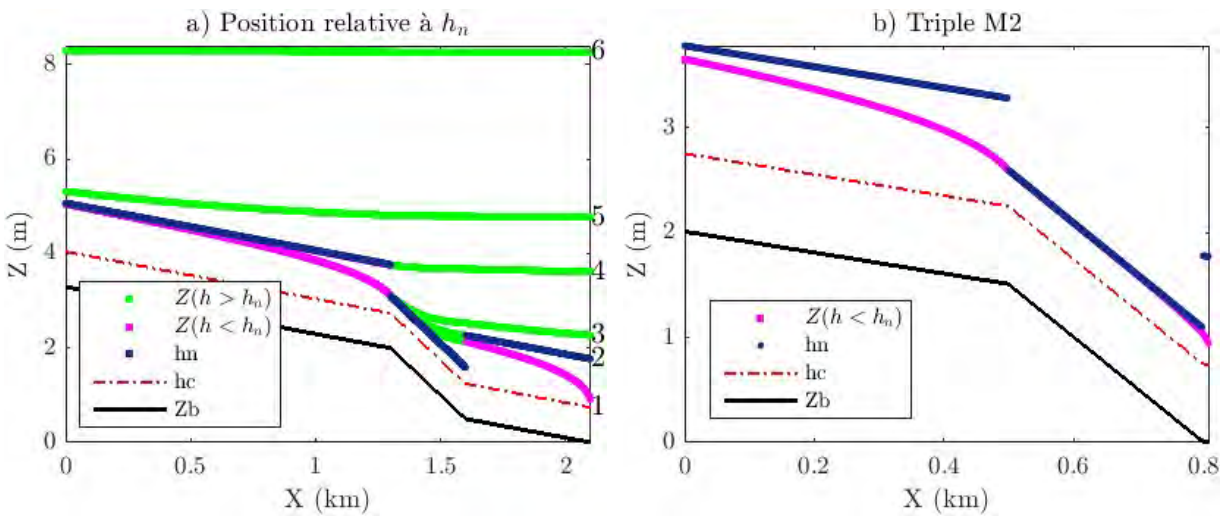 a) Position relative à h_n
b) Triple M2
8
6
4
2
0
Z (m)
6
5
4
3
2
1
Z(h > h_n)
Z(h < h_n)
hn
hc
Zb
0
0.5
1
1.5
2
X (km)
3
2
1
0
Z (m)
Z(h < h_n)
hn
hc
Zb
0
0.2
0.4
0.6
0.8
X (km)